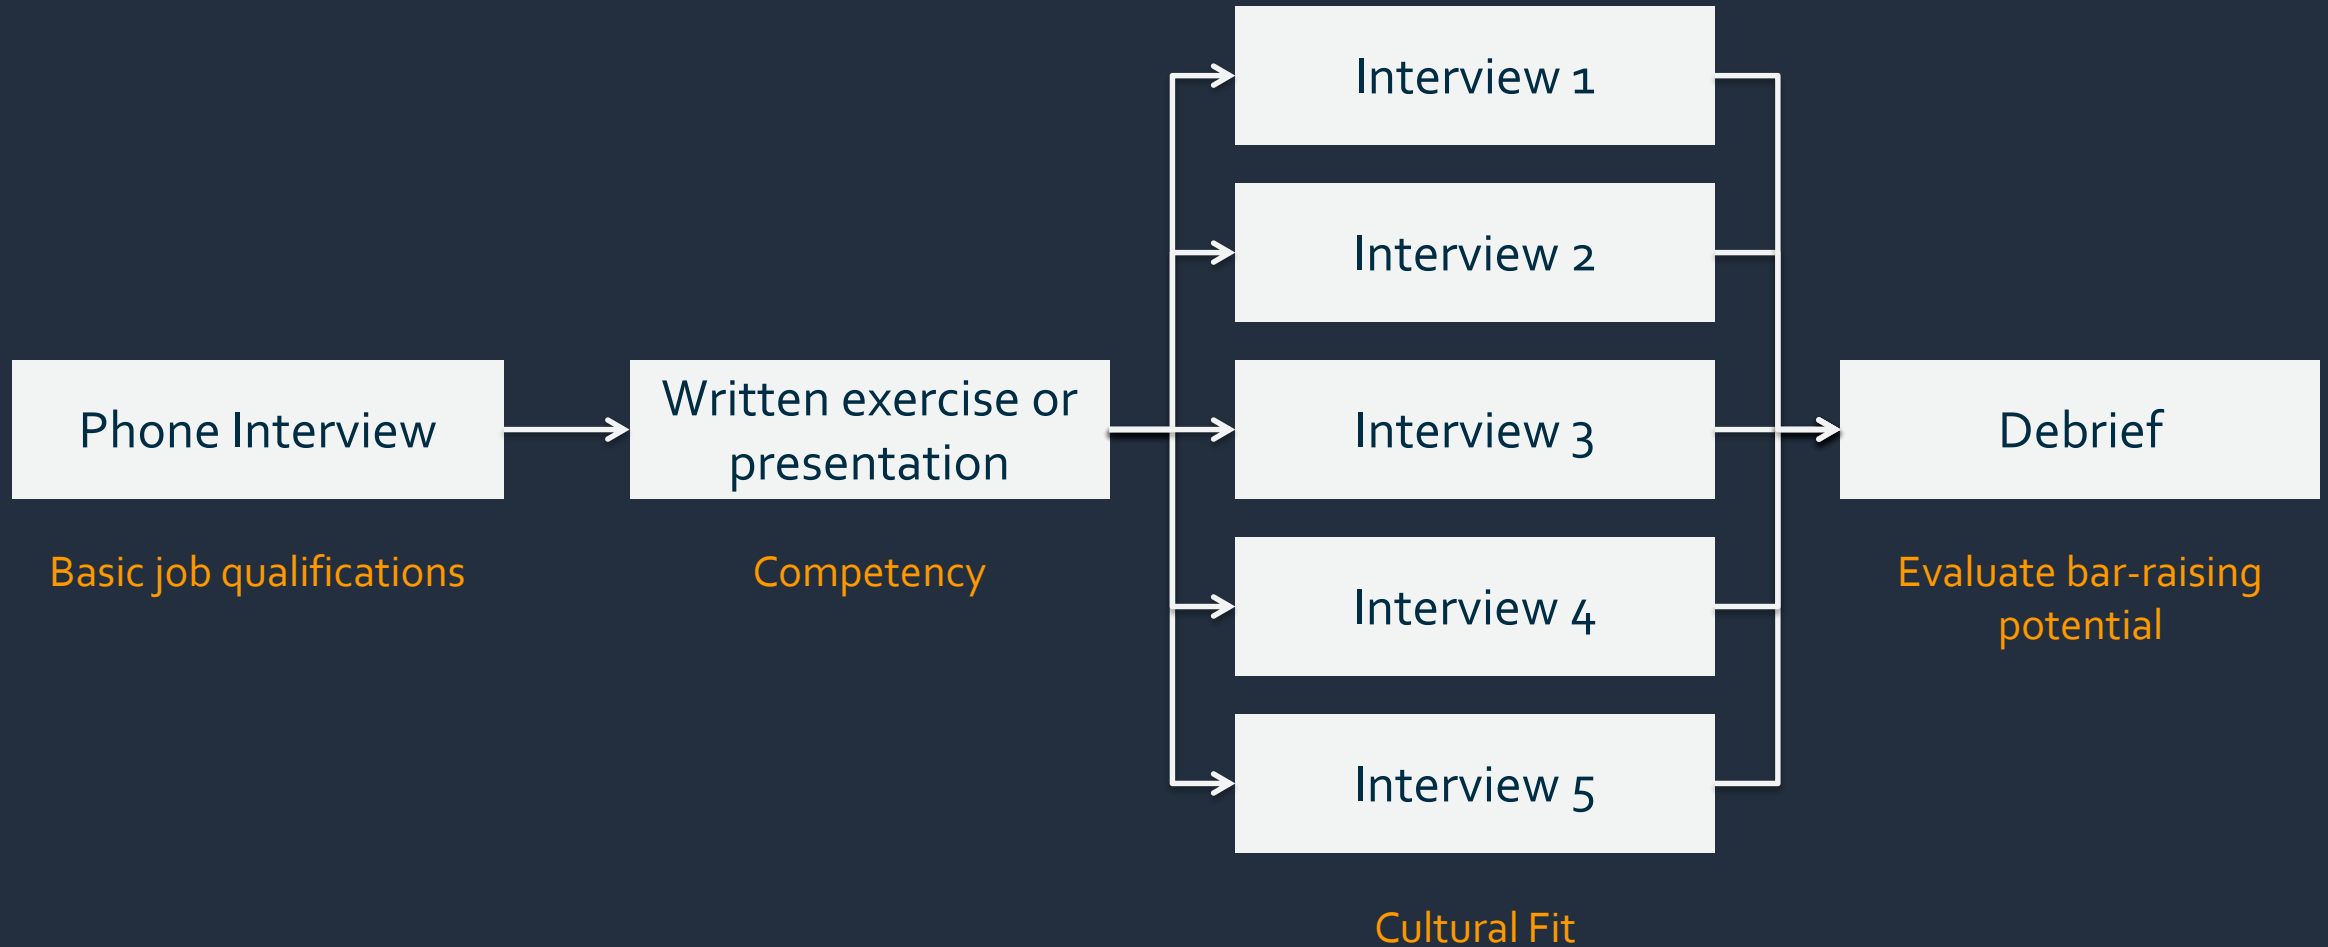 Phone Interview
Basic job qualifications
Written exercise or
presentation
Competency
Interview 1
Interview 2
Interview 3
Interview 4
Interview 5
Cultural Fit
Debrief
Evaluate bar-raising
potential